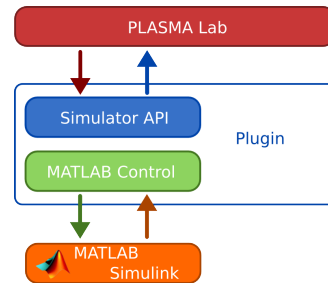 PLASMA Lab
Simulator API
Plugin
MATLAB Control
MATLAB
Simulink